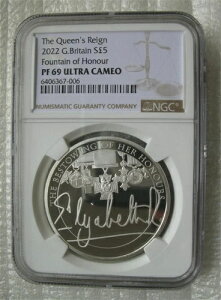 The Queen's Reign
2022 G.Britain S£5
Fountain of Honour
PF 69 ULTRA CAMEO
6406367-006
NUMISMATIC GUARANTY COMPANY
NGC
THE BESTOWING OF HER HONOURS
Elizabeth R